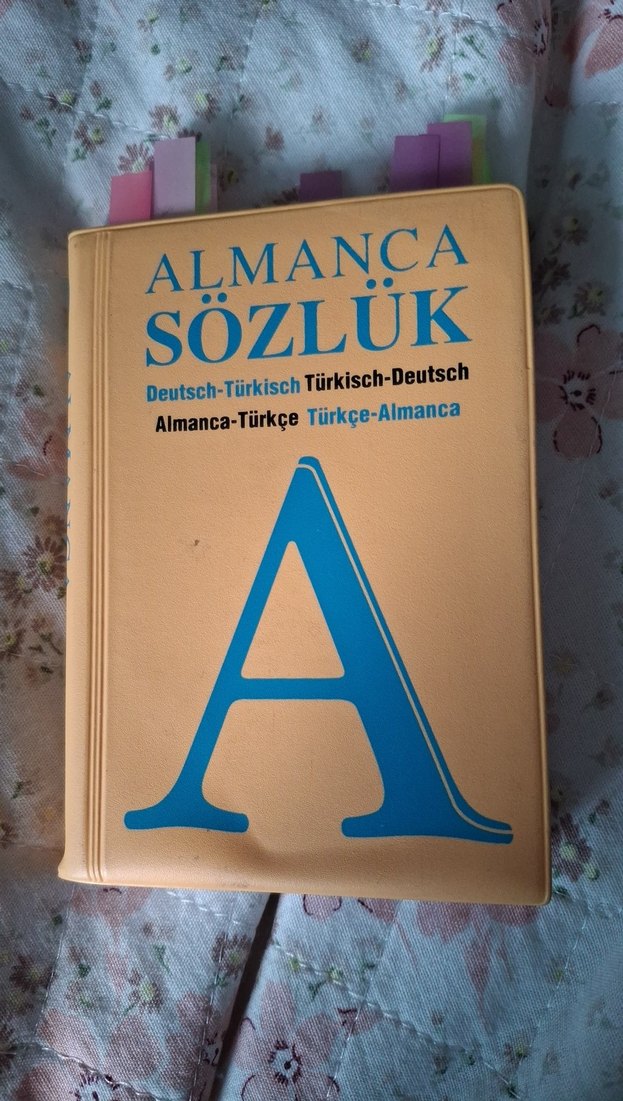 ALMANCA
SÖZLÜK
Deutsch-Türkisch Türkisch-Deutsch
Almanca-Türkçe Türkçe-Almanca
A